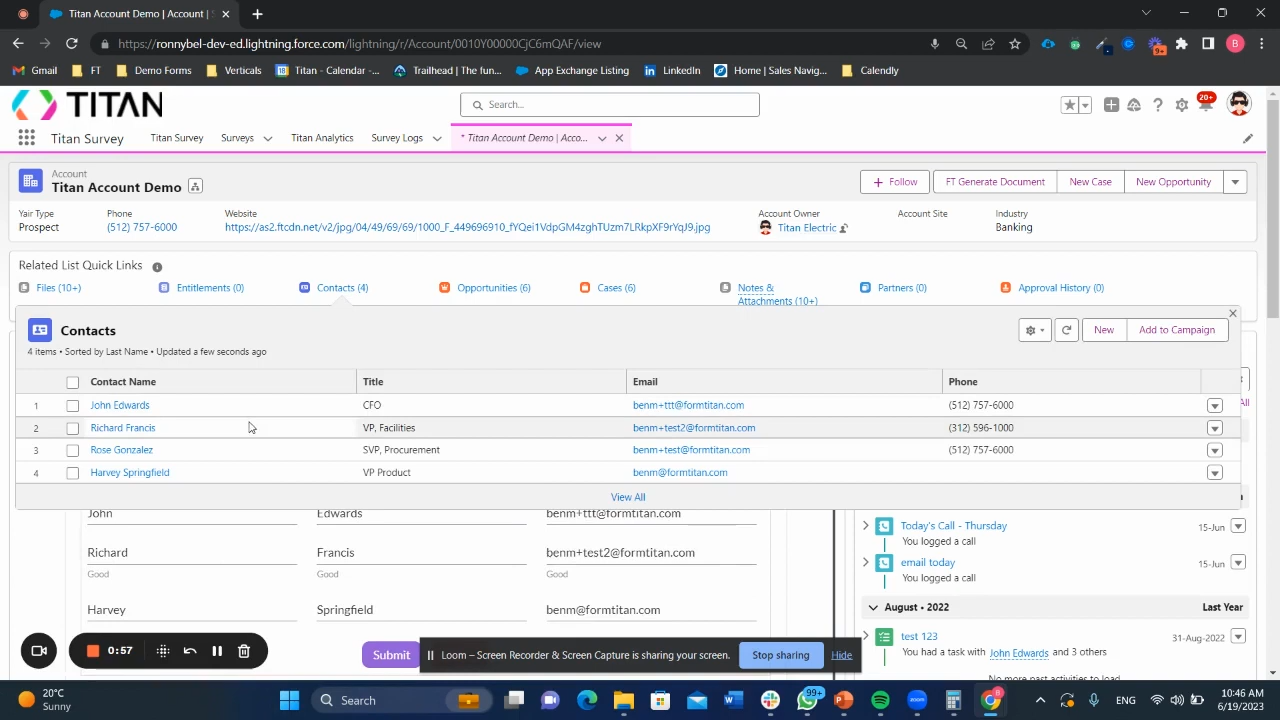 Titan Account Demo | Account | S
https://ronnybel-dev-ed.lightning.force.com/lightning/r/Account/0010Y00000CjC6mQAF/view
9+
B
Gmail FT Demo Forms Verticals Titan - Calendar -... Trailhead | The fun... App Exchange Listing LinkedIn Home | Sales Navig... Calendly
TITAN
Search...
20+
Titan Survey Titan Survey Surveys Titan Analytics Survey Logs * Titan Account Demo | Acco...
Account
Titan Account Demo
Follow FT Generate Document New Case New Opportunity
Yair Type Phone Website Account Owner Account Site Industry
Prospect (512) 757-6000 https://as2.ftcdn.net/v2/jpg/04/49/69/69/1000_F_449696910_fYQei1VdpGM4zghTUzm7LRkpXF9rYqJ9.jpg Titan Electric Banking
Related List Quick Links
Files (10+) Entitlements (0) Contacts (4) Opportunities (6) Cases (6) Notes & Attachments (10+) Partners (0) Approval History (0)
Contacts
New Add to Campaign
4 items • Sorted by Last Name • Updated a few seconds ago
Contact Name Title Email Phone
1 John Edwards CFO benm+ttt@formtitan.com (512) 757-6000
2 Richard Francis VP, Facilities benm+test2@formtitan.com (312) 596-1000
3 Rose Gonzalez SVP, Procurement benm+test@formtitan.com (512) 757-6000
4 Harvey Springfield VP Product benm@formtitan.com
View All
John Edwards benm+ttt@formtitan.com
Richard Francis benm+test2@formtitan.com
Good Good Good
Harvey Springfield benm@formtitan.com
Submit
Today's Call - Thursday 15-Jun
You logged a call
email today 15-Jun
You logged a call
August • 2022 Last Year
test 123 31-Aug-2022
You had a task with John Edwards and 3 others
No more past activities to load.
0:57
Loom – Screen Recorder & Screen Capture is sharing your screen. Stop sharing Hide
20°C
Sunny
Search
99+
ENG
10:46 AM
6/19/2023